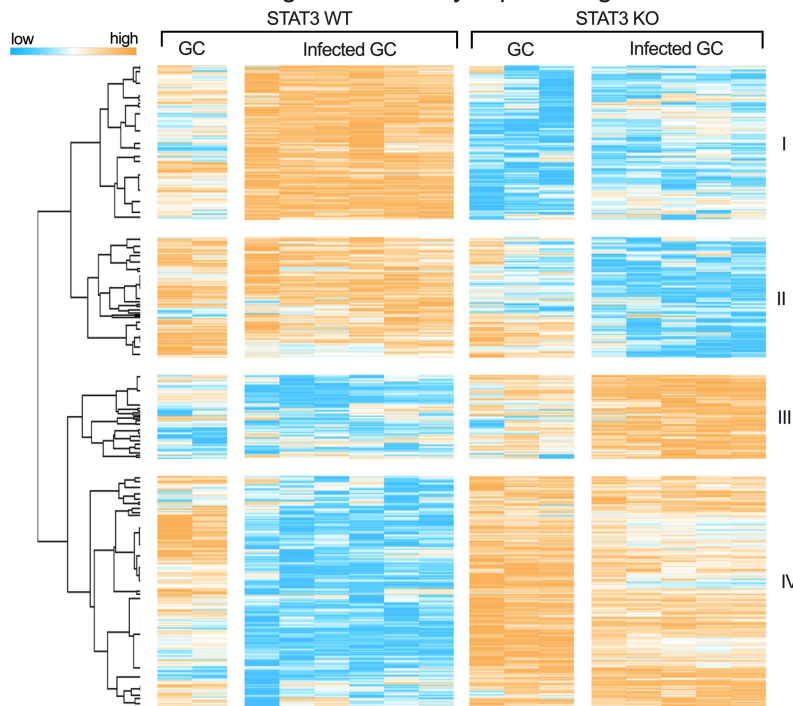 STAT3 WT STAT3 KO
low high
GC Infected GC GC Infected GC
I
II
III